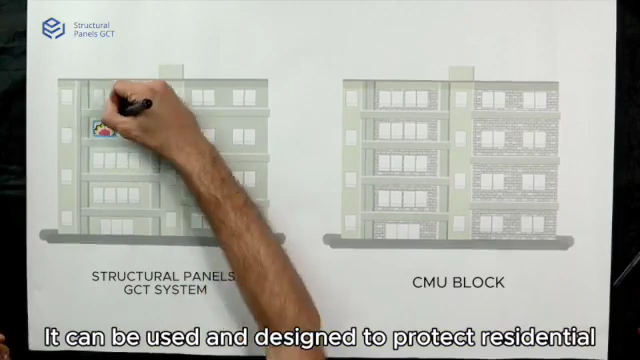 Structural
Panels GCT
STRUCTURAL PANELS
GCT SYSTEM
CMU BLOCK
It can be used and designed to protect residential